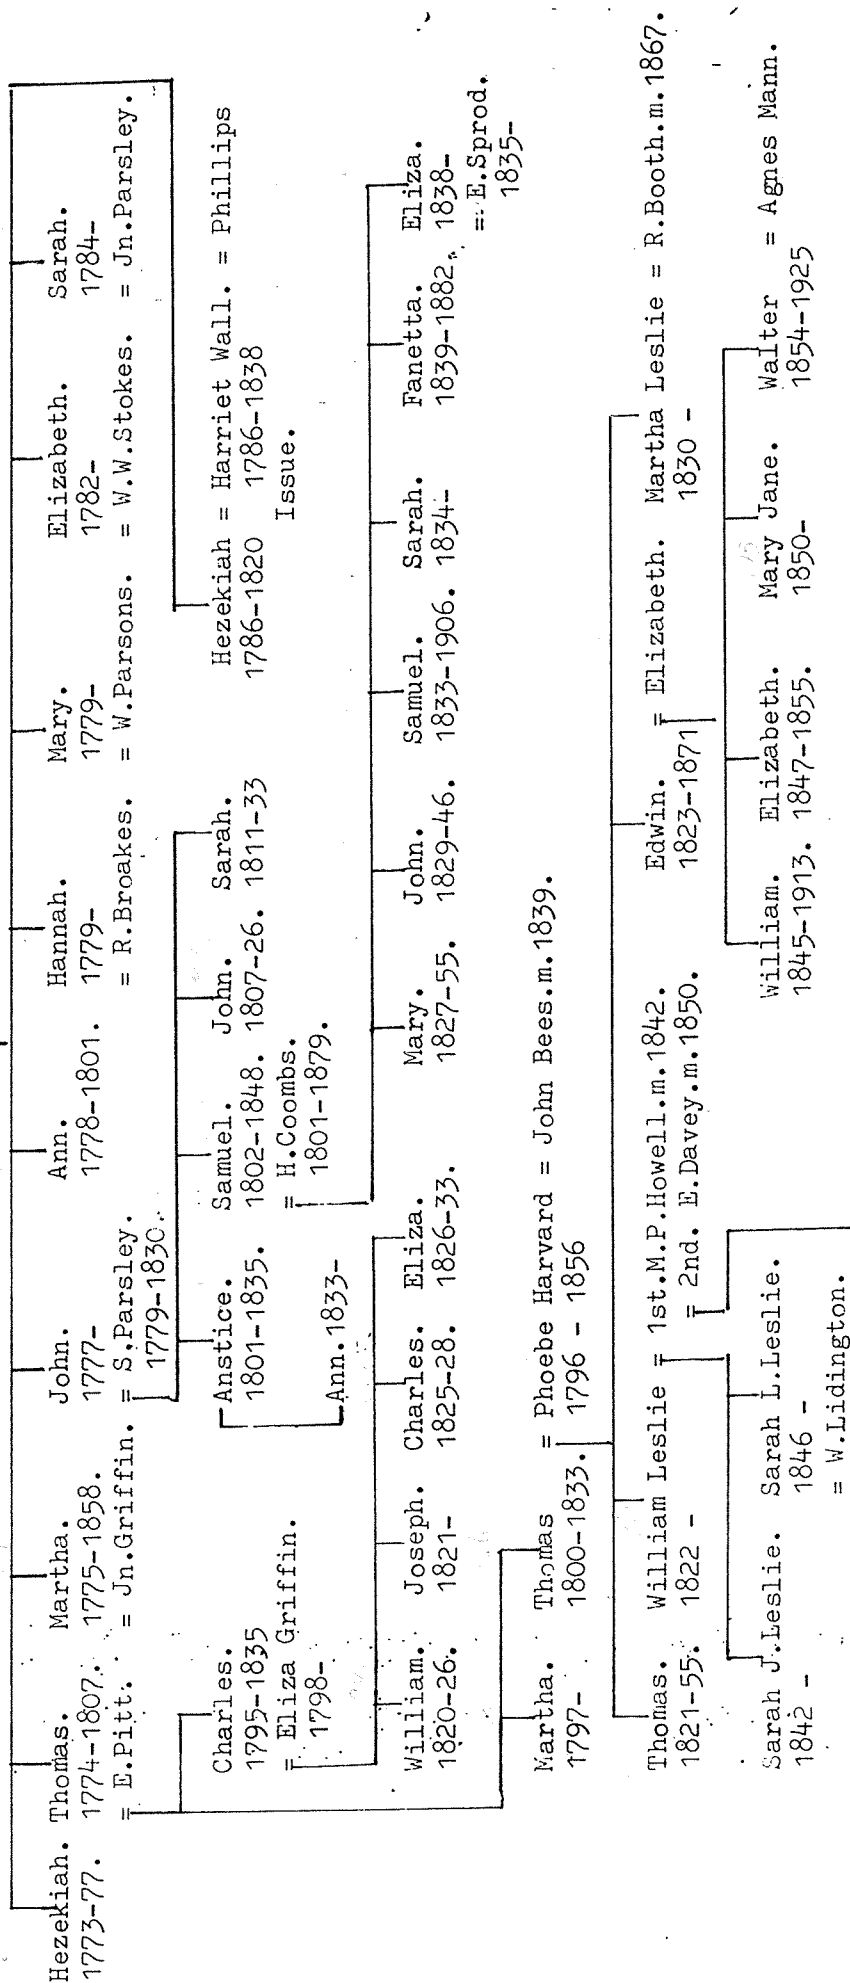 Hezekiah. Thomas. Martha. John. Ann. Hannah. Mary. Elizabeth. Sarah.
1773-77. 1774-1807. 1775-1858. 1777- 1778-1801. 1779- 1779- 1782- 1784-
= E.Pitt. = Jn.Griffin. = S.Parsley. = R.Broakes. = W.Parsons. = W.W.Stokes. = Jn.Parsley.
1779-1830.
Charles. Anstice. Samuel. John. Sarah. Hezekiah = Harriet Wall. = Phillips
1795-1835 1801-1835. 1802-1848. 1807-26. 1811-33 1786-1820 1786-1838
= Eliza Griffin. = H.Coombs. Issue.
1798- 1801-1879.
Ann.1833-
William. Joseph. Charles. Eliza. Mary. John. Samuel. Sarah. Fanetta. Eliza.
1820-26. 1821- 1825-28. 1826-33. 1827-55. 1829-46. 1833-1906. 1834- 1839-1882. 1838-
= E.Sprod.
1835-
Martha. Thomas = Phoebe Harvard = John Bees.m.1839.
1797- 1800-1833. 1796 - 1856
Thomas. William Leslie = 1st.M.P.Howell.m.1842. Edwin. = Elizabeth. Martha Leslie = R.Booth.m.1867.
1821-55. 1822 - = 2nd. E.Davey.m.1850. 1823-1871 1830 -
Sarah J.Leslie. Sarah L.Leslie. William. Elizabeth. Mary Jane. Walter = Agnes Mann.
1842 - 1846 - 1845-1913. 1847-1855. 1850- 1854-1925
= W.Lidington.